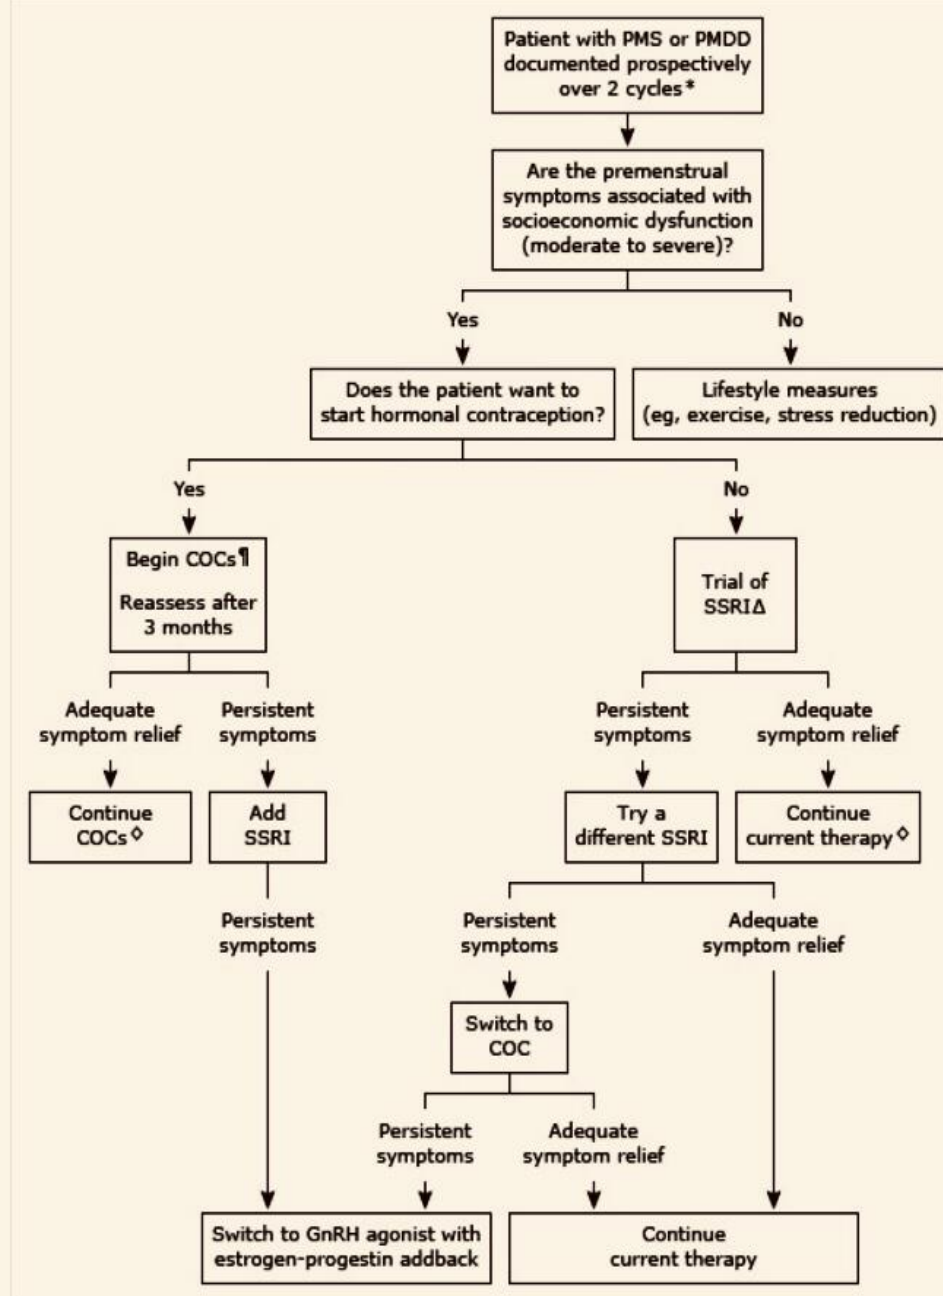 Patient with PMS or PMDD
documented prospectively
over 2 cycles*
Are the premenstrual
symptoms associated with
socioeconomic dysfunction
(moderate to severe)?
Yes
No
Does the patient want to
start hormonal contraception?
Lifestyle measures
(eg, exercise, stress reduction)
Yes
No
Begin COCs¶
Reassess after
3 months
Trial of
SSRIΔ
Adequate
symptom relief
Persistent
symptoms
Persistent
symptoms
Adequate
symptom relief
Continue
COCs◊
Add
SSRI
Try a
different SSRI
Continue
current therapy◊
Persistent
symptoms
Persistent
symptoms
Adequate
symptom relief
Switch to
COC
Persistent
symptoms
Adequate
symptom relief
Switch to GnRH agonist with
estrogen-progestin addback
Continue
current therapy